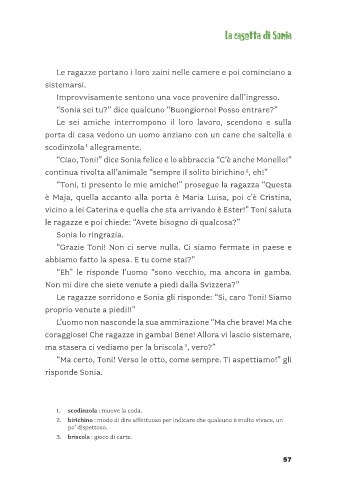 La casetta di Sonia
Le ragazze portano i loro zaini nelle camere e poi cominciano a
sistemarsi.
Improvvisamente sentono una voce provenire dall’ingresso.
“Sonia sei tu?” dice qualcuno “Buongiorno! Posso entrare?”
Le sei amiche interrompono il loro lavoro, scendono e sulla
porta di casa vedono un uomo anziano con un cane che saltella e
scodinzola¹ allegramente.
“Ciao, Toni!” dice Sonia felice e lo abbraccia “C’è anche Monello!”
continua rivolta all’animale “sempre il solito birichino², eh!”
“Toni, ti presento le mie amiche!” prosegue la ragazza “Questa
è Maja, quella accanto alla porta è Maria Luisa, poi c’è Cristina,
vicino a lei Caterina e quella che sta arrivando è Ester!” Toni saluta
le ragazze e poi chiede: “Avete bisogno di qualcosa?”
Sonia lo ringrazia.
“Grazie Toni! Non ci serve nulla. Ci siamo fermate in paese e
abbiamo fatto la spesa. E tu come stai?”
“Eh” le risponde l’uomo “sono vecchio, ma ancora in gamba.
Non mi dire che siete venute a piedi dalla Svizzera?”
Le ragazze sorridono e Sonia gli risponde: “Sì, caro Toni! Siamo
proprio venute a piedi!”
L’uomo non nasconde la sua ammirazione “Ma che brave! Ma che
coraggiose! Che ragazze in gamba! Bene! Allora vi lascio sistemare,
ma stasera ci vediamo per la briscola³, vero?”
“Ma certo, Toni! Verso le otto, come sempre. Ti aspettiamo!” gli
risponde Sonia.
1. scodinzola : muove la coda.
2. birichino : modo di dire affettuoso per indicare che qualcuno è molto vivace, un
po’ dispettoso.
3. briscola : gioco di carte.
57